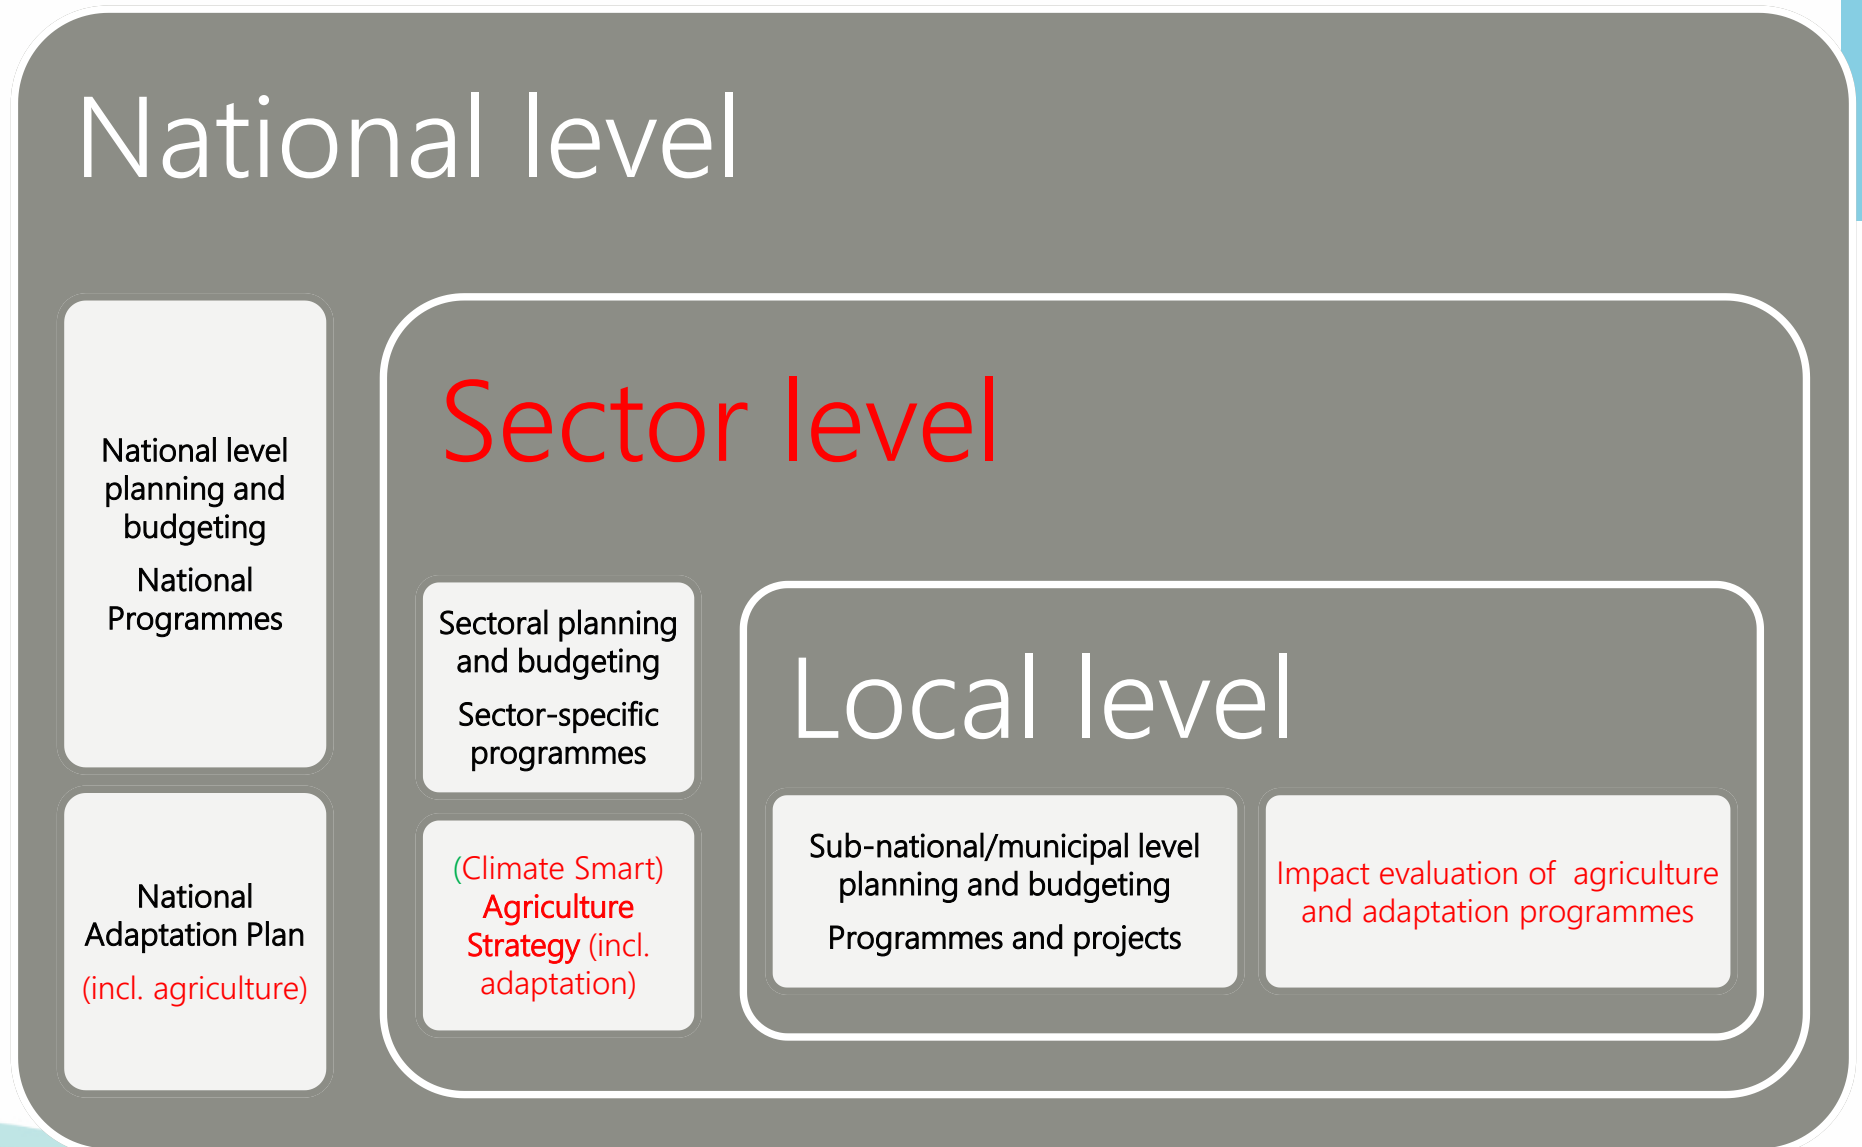 National level
National level
planning and
budgeting
National
Programmes
National
Adaptation Plan
(incl. agriculture)
Sector level
Sectoral planning
and budgeting
Sector-specific
programmes
(Climate Smart)
Agriculture
Strategy (incl.
adaptation)
Local level
Sub-national/municipal level
planning and budgeting
Programmes and projects
Impact evaluation of  agriculture
and adaptation programmes